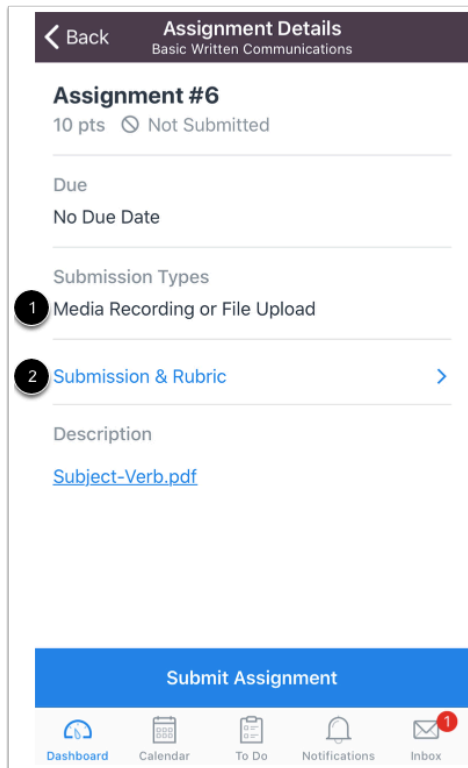 Back
Assignment Details
Basic Written Communications
Assignment #6
10 pts Not Submitted
Due
No Due Date
Submission Types
1 Media Recording or File Upload
2 Submission & Rubric
Description
Subject-Verb.pdf
Submit Assignment
1
Dashboard Calendar To Do Notifications Inbox